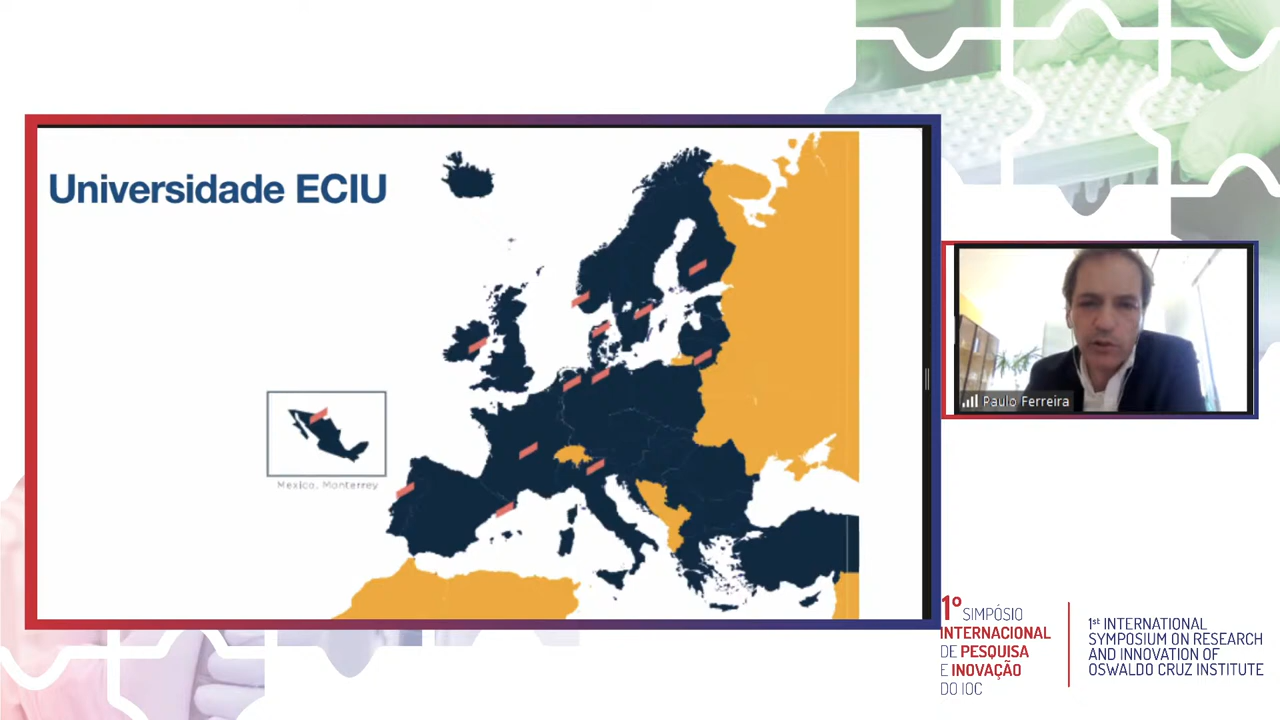 Universidade ECIU
Mexico, Monterrey
Paulo Ferreira
1º SIMPÓSIO
INTERNACIONAL
DE PESQUISA
E INOVAÇÃO
DO IOC
1st INTERNATIONAL
SYMPOSIUM ON RESEARCH
AND INNOVATION OF
OSWALDO CRUZ INSTITUTE